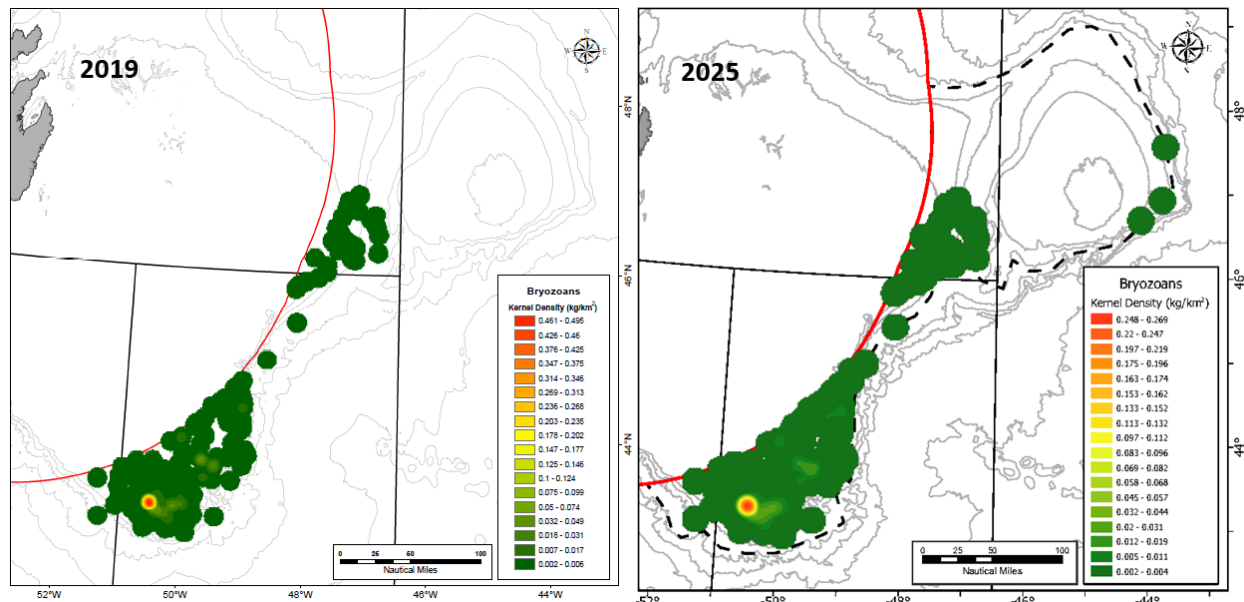 2019
N
W E
S
48°N
46°N
44°N
Bryozoans
Kernel Density (kg/km²)
0.461 - 0.495
0.426 - 0.46
0.376 - 0.425
0.347 - 0.375
0.314 - 0.346
0.269 - 0.313
0.236 - 0.268
0.203 - 0.235
0.178 - 0.202
0.147 - 0.177
0.125 - 0.146
0.1 - 0.124
0.075 - 0.099
0.05 - 0.074
0.032 - 0.049
0.018 - 0.031
0.007 - 0.017
0.002 - 0.006
0 25 50 100
Nautical Miles
52°W 50°W 48°W 46°W 44°W
2025
N
W E
S
48°
46°
44°
Bryozoans
Kernel Density (kg/km²)
0.248 - 0.269
0.22 - 0.247
0.197 - 0.219
0.175 - 0.196
0.163 - 0.174
0.153 - 0.162
0.133 - 0.152
0.113 - 0.132
0.097 - 0.112
0.083 - 0.096
0.069 - 0.082
0.058 - 0.068
0.045 - 0.057
0.032 - 0.044
0.02 - 0.031
0.012 - 0.019
0.005 - 0.011
0.002 - 0.004
0 25 50 100
Nautical Miles
-52° -50° -48° -46° -44°